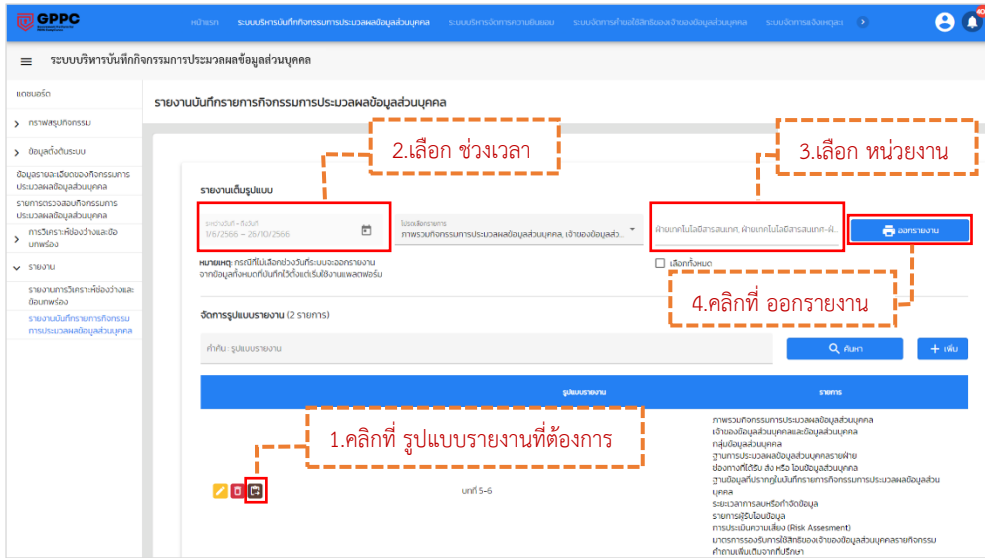 GPPC
หน้าแรก ระบบบริหารบันทึกกิจกรรมการประมวลผลข้อมูลส่วนบุคคล ระบบบริหารจัดการความยินยอม ระบบจัดการคำขอใช้สิทธิของเจ้าของข้อมูลส่วนบุคคล ระบบจัดการแจ้งเหตุละเ
40
ระบบบริหารบันทึกกิจกรรมการประมวลผลข้อมูลส่วนบุคคล
แดชบอร์ด
รายงานบันทึกรายการกิจกรรมการประมวลผลข้อมูลส่วนบุคคล
กราฟสรุปกิจกรรม
ข้อมูลตั้งต้นระบบ
ข้อมูลรายละเอียดของกิจกรรมการ
ประมวลผลข้อมูลส่วนบุคคล
รายการตรวจสอบกิจกรรมการ
ประมวลผลข้อมูลส่วนบุคคล
การวิเคราะห์ช่องว่างและข้อ
บกพร่อง
รายงาน
รายงานการวิเคราะห์ช่องว่างและ
ข้อบกพร่อง
รายงานบันทึกรายการกิจกรรม
การประมวลผลข้อมูลส่วนบุคคล
2.เลือก ช่วงเวลา
3.เลือก หน่วยงาน
รายงานเต็มรูปแบบ
ระหว่างวันที่ - ถึงวันที่
1/6/2566 – 26/10/2566
โปรดเลือกรายการ
ภาพรวมกิจกรรมการประมวลผลข้อมูลส่วนบุคคล, เจ้าของข้อมูลส่ว...
ฝ่ายเทคโนโลยีสารสนเทศ, ฝ่ายเทคโนโลยีสารสนเทศ-ฝ่...
ออกรายงาน
หมายเหตุ: กรณีที่ไม่เลือกช่วงวันที่ระบบจะออกรายงาน
จากข้อมูลทั้งหมดที่บันทึกไว้ตั้งแต่เริ่มใช้งานแพลตฟอร์ม
เลือกทั้งหมด
4.คลิกที่ ออกรายงาน
จัดการรูปแบบรายงาน (2 รายการ)
คำค้น : รูปแบบรายงาน
ค้นหา
+ เพิ่ม
รูปแบบรายงาน
รายการ
1.คลิกที่ รูปแบบรายงานที่ต้องการ
บทที่ 5-6
ภาพรวมกิจกรรมการประมวลผลข้อมูลส่วนบุคคล
เจ้าของข้อมูลส่วนบุคคลและข้อมูลส่วนบุคคล
กลุ่มข้อมูลส่วนบุคคล
ฐานการประมวลผลข้อมูลส่วนบุคคลรายฝ่าย
ช่องทางที่ได้รับ ส่ง หรือ โอนข้อมูลส่วนบุคคล
ฐานข้อมูลที่ปรากฏในบันทึกรายการกิจกรรมการประมวลผลข้อมูลส่วน
บุคคล
ระยะเวลาการลบหรือกำจัดข้อมูล
รายการผู้รับโอนข้อมูล
การประเมินความเสี่ยง (Risk Assesment)
มาตรการรองรับการใช้สิทธิของเจ้าของข้อมูลส่วนบุคคลรายกิจกรรม
คำถามเพิ่มเติมจากที่ปรึกษา